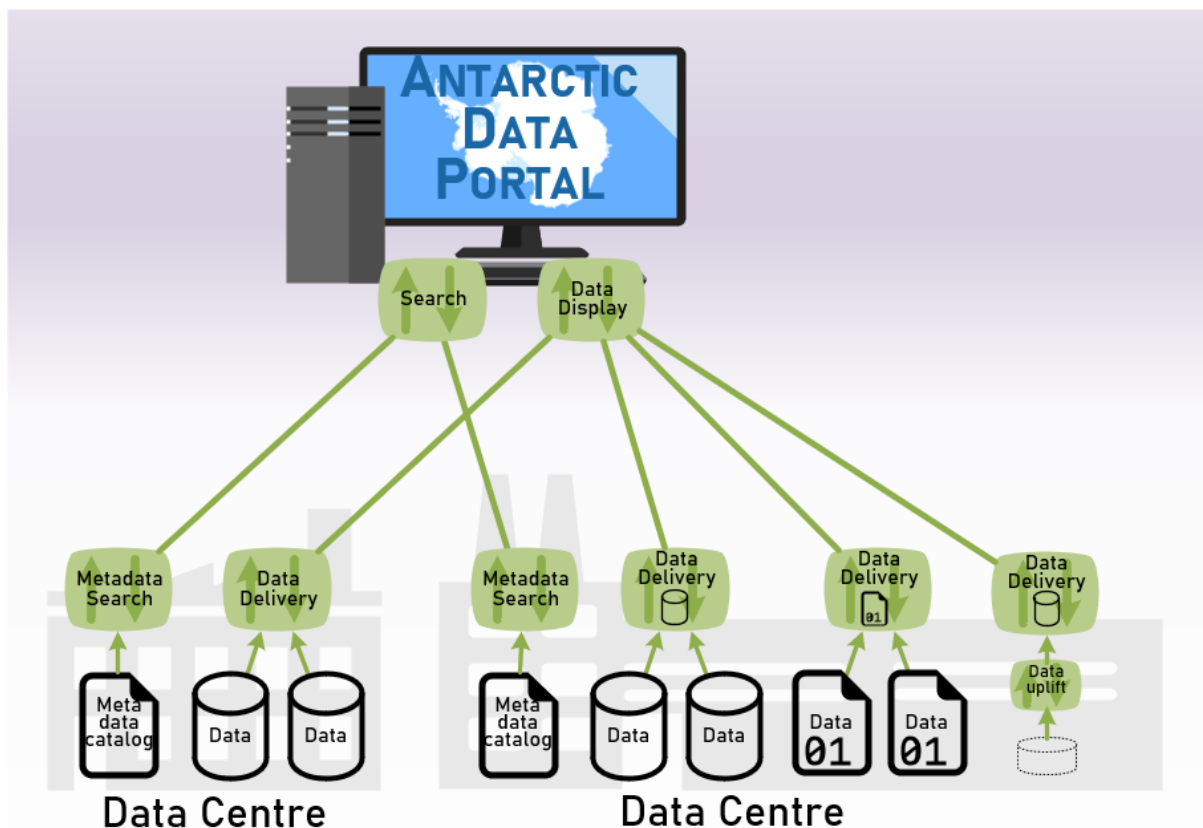 ANTARCTIC
DATA
PORTAL
Search
Data
Display
Metadata
Search
Data
Delivery
Metadata
Search
Data
Delivery
Data
Delivery
01
Data
Delivery
Data
uplift
Meta
data
catalog
Data
Data
Meta
data
catalog
Data
Data
Data
01
Data
01
Data Centre
Data Centre